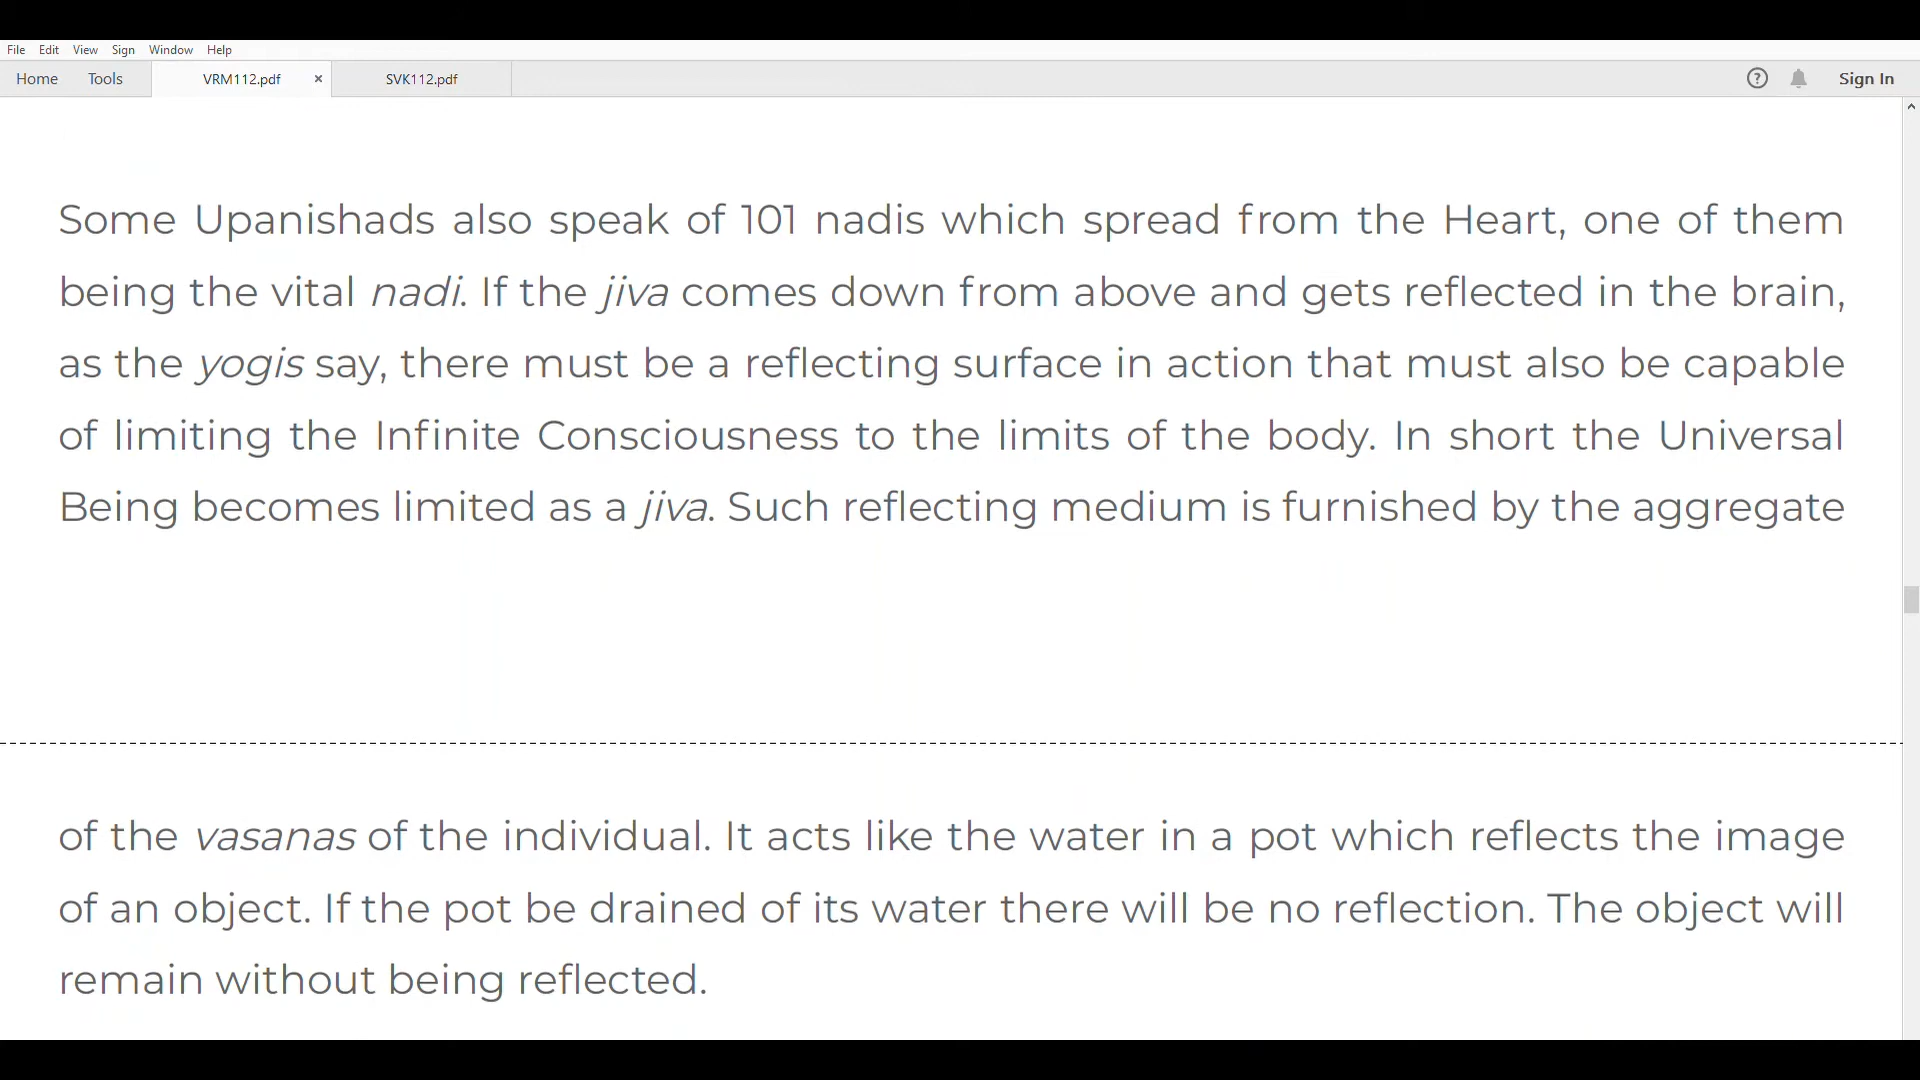 File Edit View Sign Window Help
Home Tools VRM112.pdf × SVK112.pdf ? Sign In
Some Upanishads also speak of 101 nadis which spread from the Heart, one of them
being the vital nadi. If the jiva comes down from above and gets reflected in the brain,
as the yogis say, there must be a reflecting surface in action that must also be capable
of limiting the Infinite Consciousness to the limits of the body. In short the Universal
Being becomes limited as a jiva. Such reflecting medium is furnished by the aggregate
of the vasanas of the individual. It acts like the water in a pot which reflects the image
of an object. If the pot be drained of its water there will be no reflection. The object will
remain without being reflected.